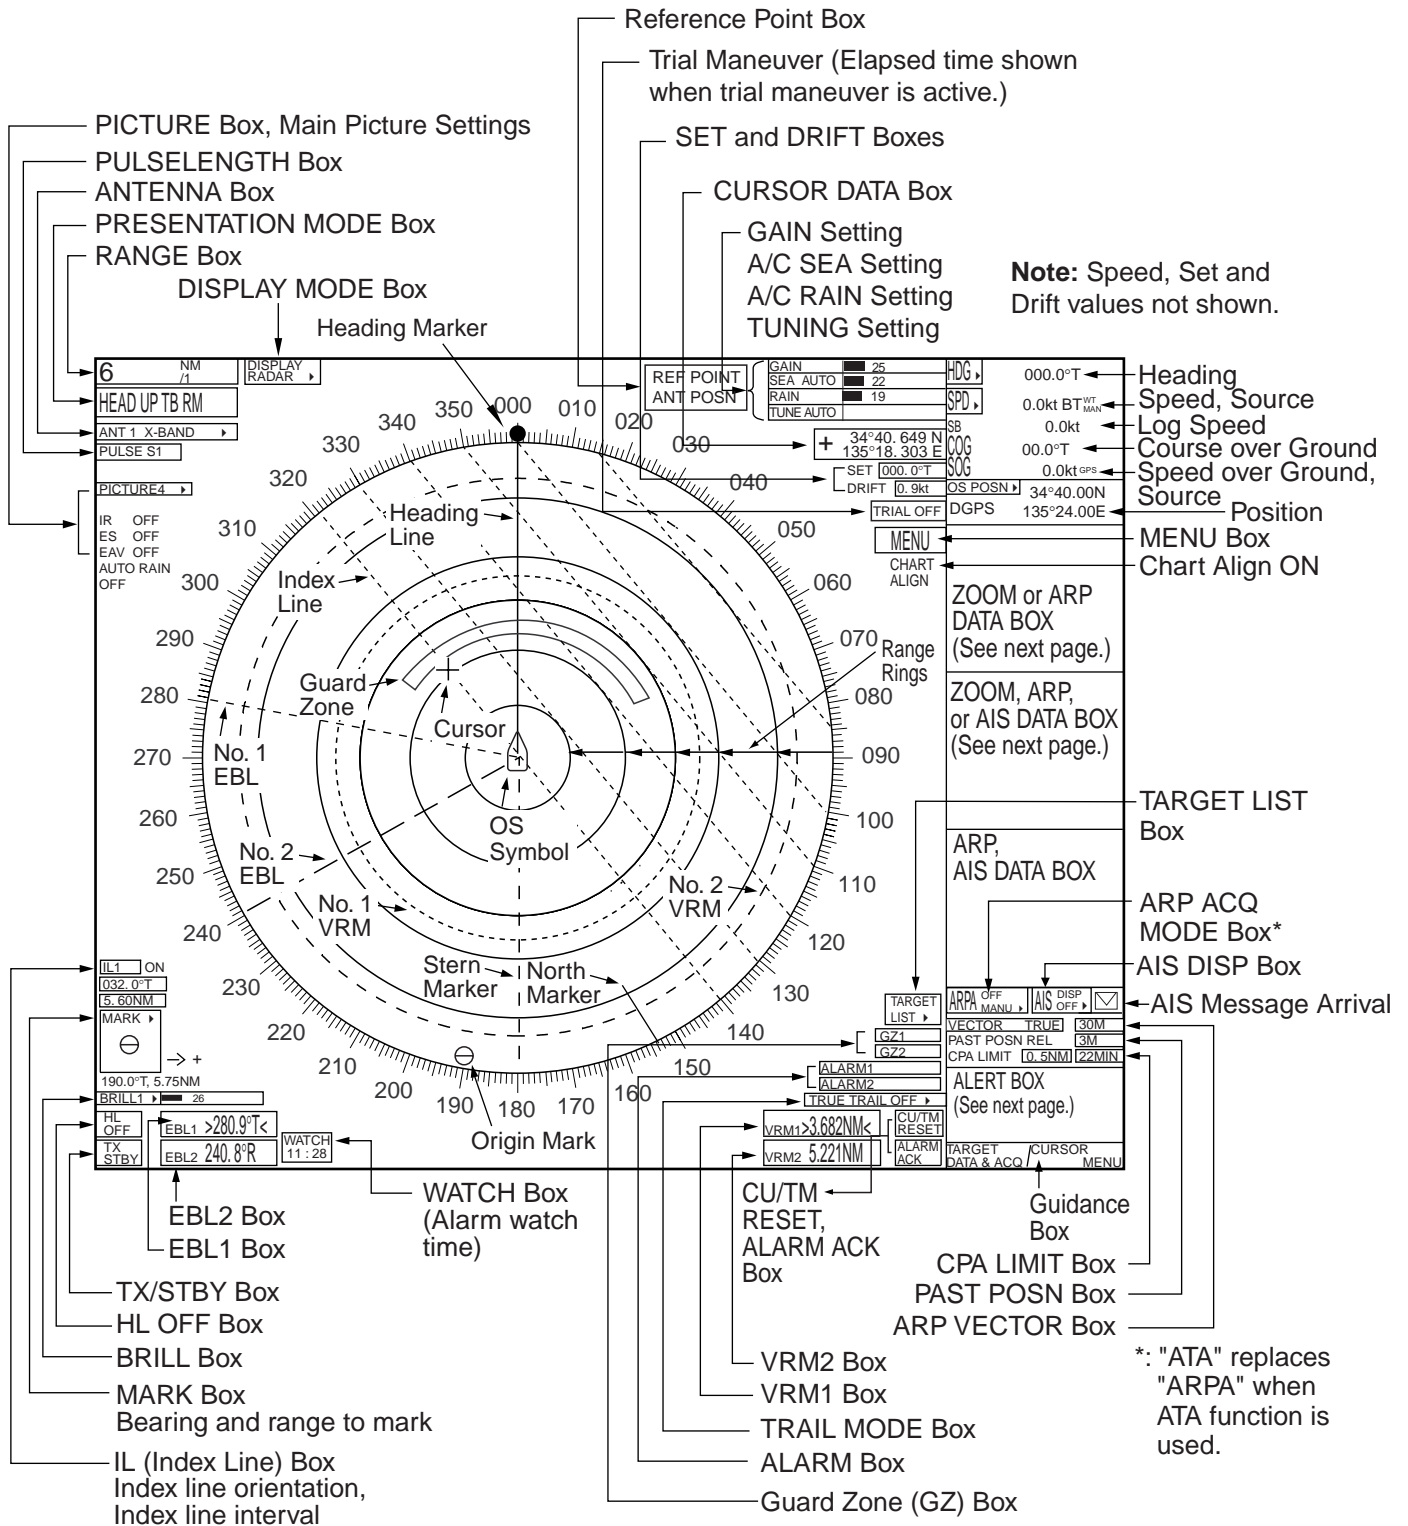 Reference Point Box
Trial Maneuver (Elapsed time shown
when trial maneuver is active.)
PICTURE Box, Main Picture Settings
SET and DRIFT Boxes
PULSELENGTH Box
ANTENNA Box
CURSOR DATA Box
PRESENTATION MODE Box
GAIN Setting
RANGE Box
A/C SEA Setting
Note: Speed, Set and
DISPLAY MODE Box
A/C RAIN Setting
Drift values not shown.
Heading Marker
TUNING Setting
6 NM
/1
DISPLAY
RADAR
HEAD UP TB RM
ANT 1 X-BAND
PULSE S1
PICTURE4
IR OFF
ES OFF
EAV OFF
AUTO RAIN
OFF
REF POINT
ANT POSN
GAIN 25
SEA AUTO 22
RAIN 19
TUNE AUTO
+ 34°40. 649 N
135°18. 303 E
SET 000. 0°T
DRIFT 0. 9kt
TRIAL OFF
MENU
CHART
ALIGN
HDG 000.0°T
SPD 0.0kt BT WT
MAN
SB 0.0kt
COG 00.0°T
SOG 0.0kt GPS
OS POSN 34°40.00N
DGPS 135°24.00E
Heading
Speed, Source
Log Speed
Course over Ground
Speed over Ground,
Source
Position
MENU Box
Chart Align ON
ZOOM or ARP
DATA BOX
(See next page.)
ZOOM, ARP,
or AIS DATA BOX
(See next page.)
ARP,
AIS DATA BOX
TARGET LIST
Box
ARP ACQ
MODE Box*
AIS DISP Box
AIS Message Arrival
000
010
020
030
040
050
060
070
080
090
100
110
120
130
140
150
160
170
180
190
200
210
220
230
240
250
260
270
280
290
300
310
320
330
340
350
Heading
Line
Index
Line
Guard
Zone
Cursor
Range
Rings
No. 1
EBL
OS
Symbol
No. 2
EBL
No. 1
VRM
No. 2
VRM
Stern
Marker
North
Marker
Origin Mark
IL1 ON
032. 0°T
5. 60NM
MARK
+
190.0°T, 5.75NM
BRILL1 26
HL
OFF
EBL1 >280.9°T<
TX
STBY
EBL2 240. 8°R
WATCH
11 : 28
TARGET
LIST
GZ1
GZ2
ALARM1
ALARM2
TRUE TRAIL OFF
VRM1 >3.682NM<
VRM2 5.221NM
CU/TM
RESET
ALARM
ACK
ARPA OFF
MANU
AIS DISP
OFF
VECTOR TRUE 30M
PAST POSN REL 3M
CPA LIMIT 0. 5NM 22MIN
ALERT BOX
(See next page.)
TARGET
DATA & ACQ /CURSOR
MENU
EBL2 Box
EBL1 Box
WATCH Box
(Alarm watch
time)
CU/TM
RESET,
ALARM ACK
Box
Guidance
Box
TX/STBY Box
HL OFF Box
BRILL Box
MARK Box
Bearing and range to mark
IL (Index Line) Box
Index line orientation,
Index line interval
CPA LIMIT Box
PAST POSN Box
ARP VECTOR Box
VRM2 Box
VRM1 Box
TRAIL MODE Box
ALARM Box
Guard Zone (GZ) Box
*: "ATA" replaces
"ARPA" when
ATA function is
used.